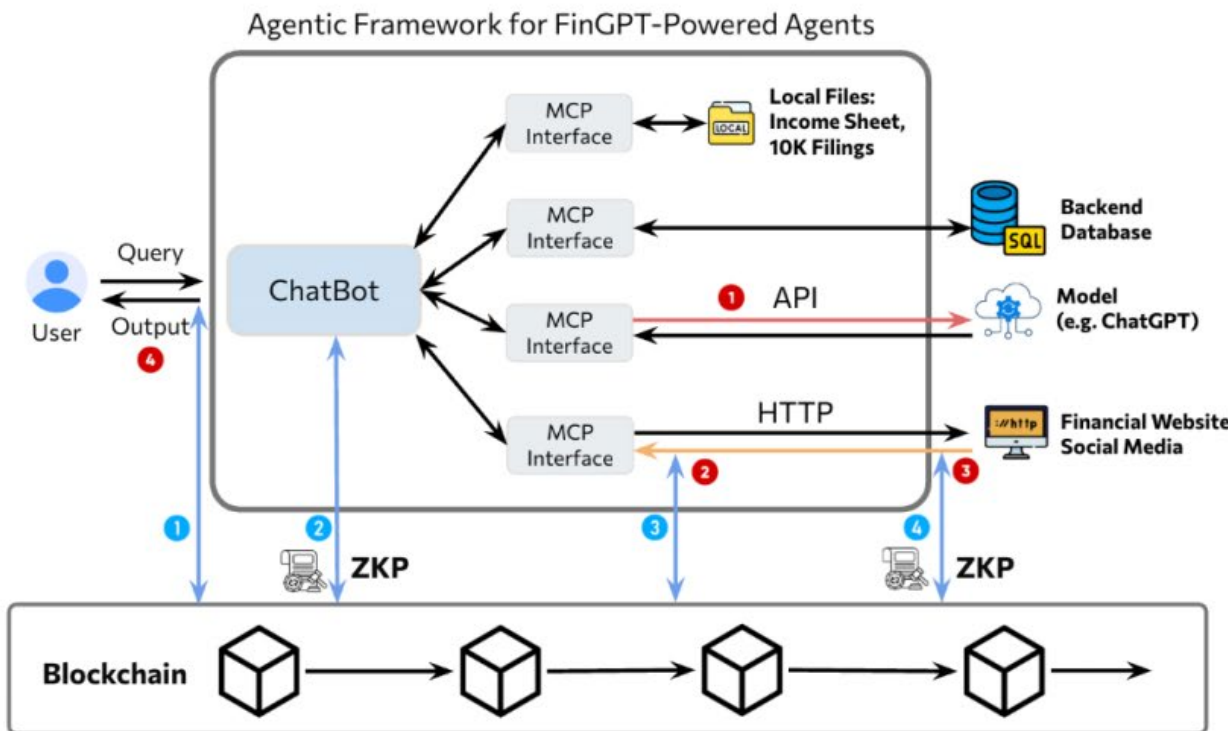 Agentic Framework for FinGPT-Powered Agents
MCP
Interface
LOCAL
Local Files:
Income Sheet,
10K Filings
MCP
Interface
SQL
Backend
Database
Query
Output
User
4
ChatBot
MCP
Interface
1
API
Model
(e.g. ChatGPT)
MCP
Interface
HTTP
://http
Financial Website
Social Media
2
3
1
2
3
4
ZKP
ZKP
Blockchain